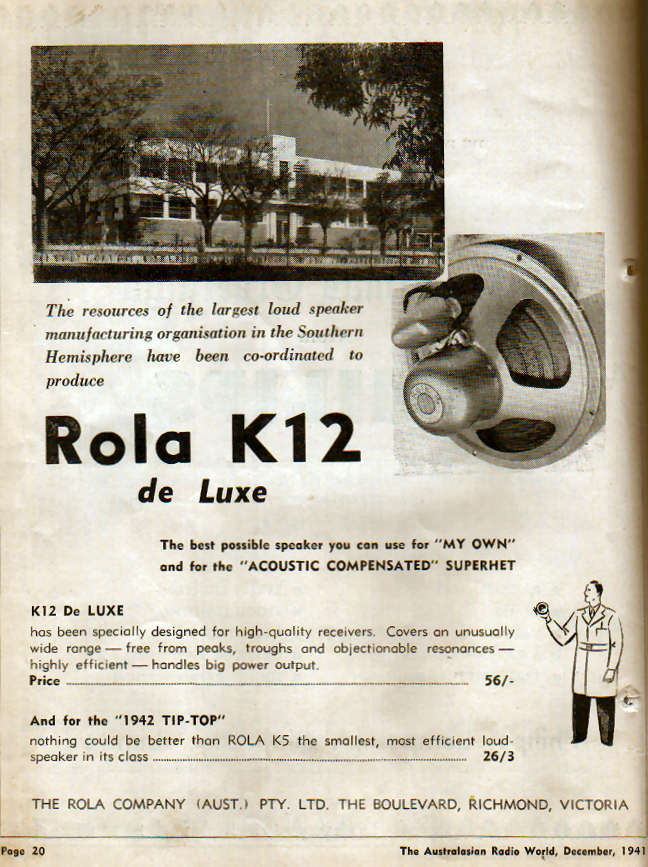 The resources of the largest loud speaker
manufacturing organisation in the Southern
Hemisphere have been co-ordinated to
produce
Rola K12
de Luxe
The best possible speaker you can use for "MY OWN"
and for the "ACOUSTIC COMPENSATED" SUPERHET
K12 De LUXE
has been specially designed for high-quality receivers. Covers an unusually
wide range — free from peaks, troughs and objectionable resonances —
highly efficient — handles big power output.
Price ........................................................................ 56/-
And for the "1942 TIP-TOP"
nothing could be better than ROLA K5 the smallest, most efficient loud-
speaker in its class ........................................................................ 26/3
THE ROLA COMPANY (AUST.) PTY. LTD. THE BOULEVARD, RICHMOND, VICTORIA
Page 20
The Australasian Radio World, December, 1941